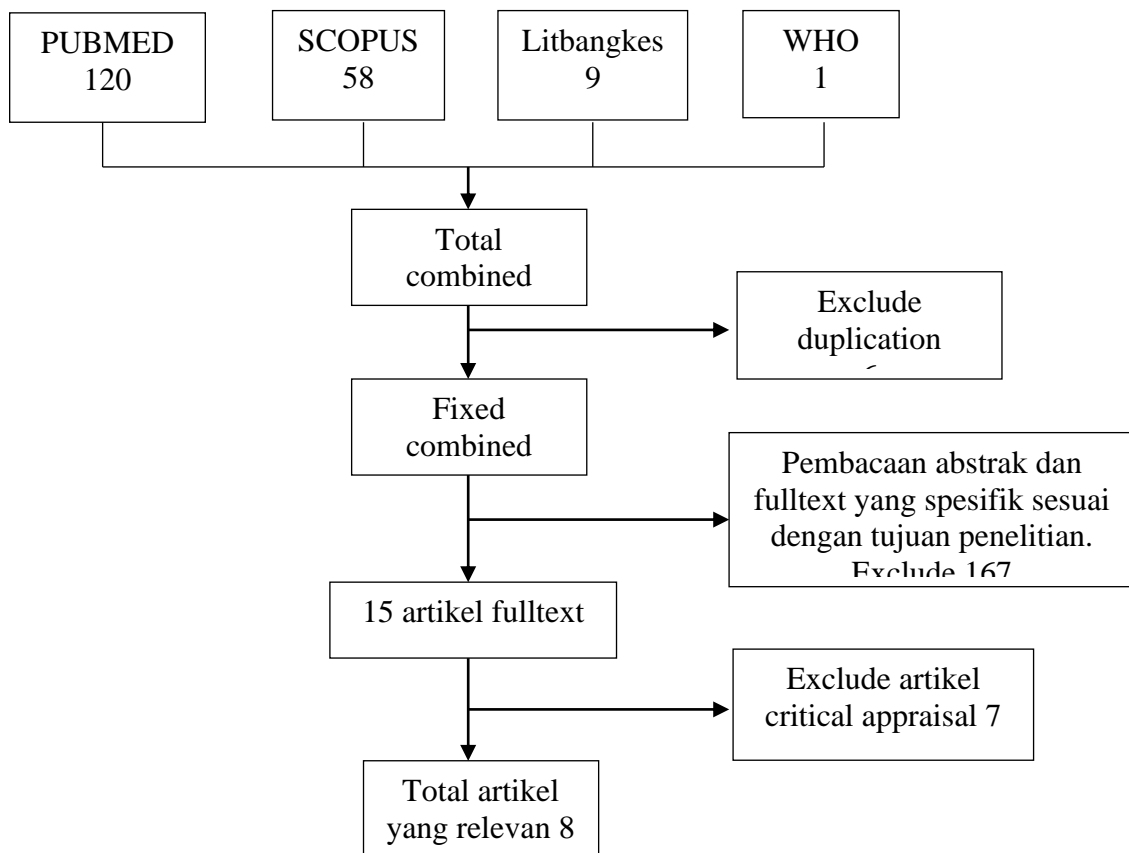 PUBMED
120
SCOPUS
58
Litbangkes
9
WHO
1
Total
combined
Exclude
duplication
Fixed
combined
Pembacaan abstrak dan
fulltext yang spesifik sesuai
dengan tujuan penelitian.
Exclude 167
15 artikel fulltext
Exclude artikel
critical appraisal 7
Total artikel
yang relevan 8